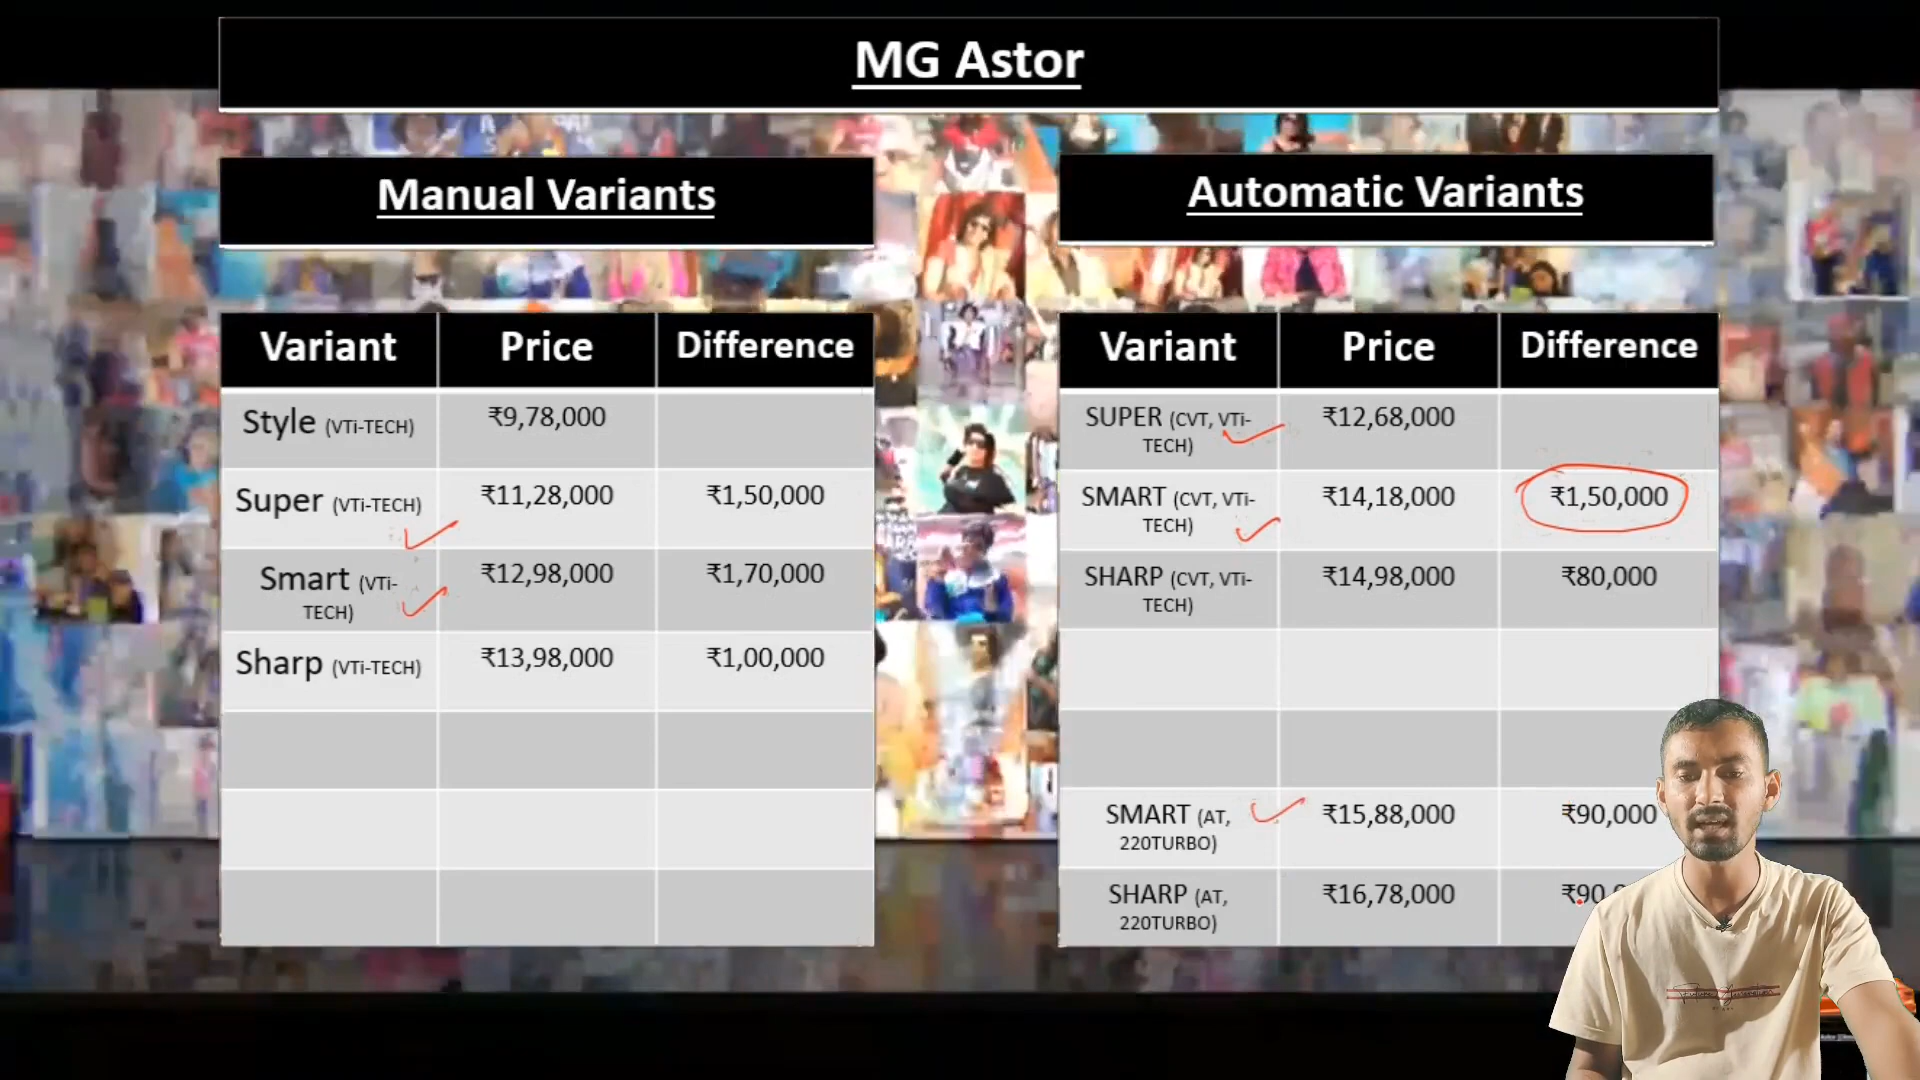 MG Astor
Manual Variants
Variant Price Difference
Style (VTi-TECH) ₹9,78,000
Super (VTi-TECH) ₹11,28,000 ₹1,50,000
Smart (VTi-
TECH) ₹12,98,000 ₹1,70,000
Sharp (VTi-TECH) ₹13,98,000 ₹1,00,000
Automatic Variants
Variant Price Difference
SUPER (CVT, VTi-
TECH) ₹12,68,000
SMART (CVT, VTi-
TECH) ₹14,18,000 ₹1,50,000
SHARP (CVT, VTi-
TECH) ₹14,98,000 ₹80,000
SMART (AT,
220TURBO) ₹15,88,000 ₹90,000
SHARP (AT,
220TURBO) ₹16,78,000